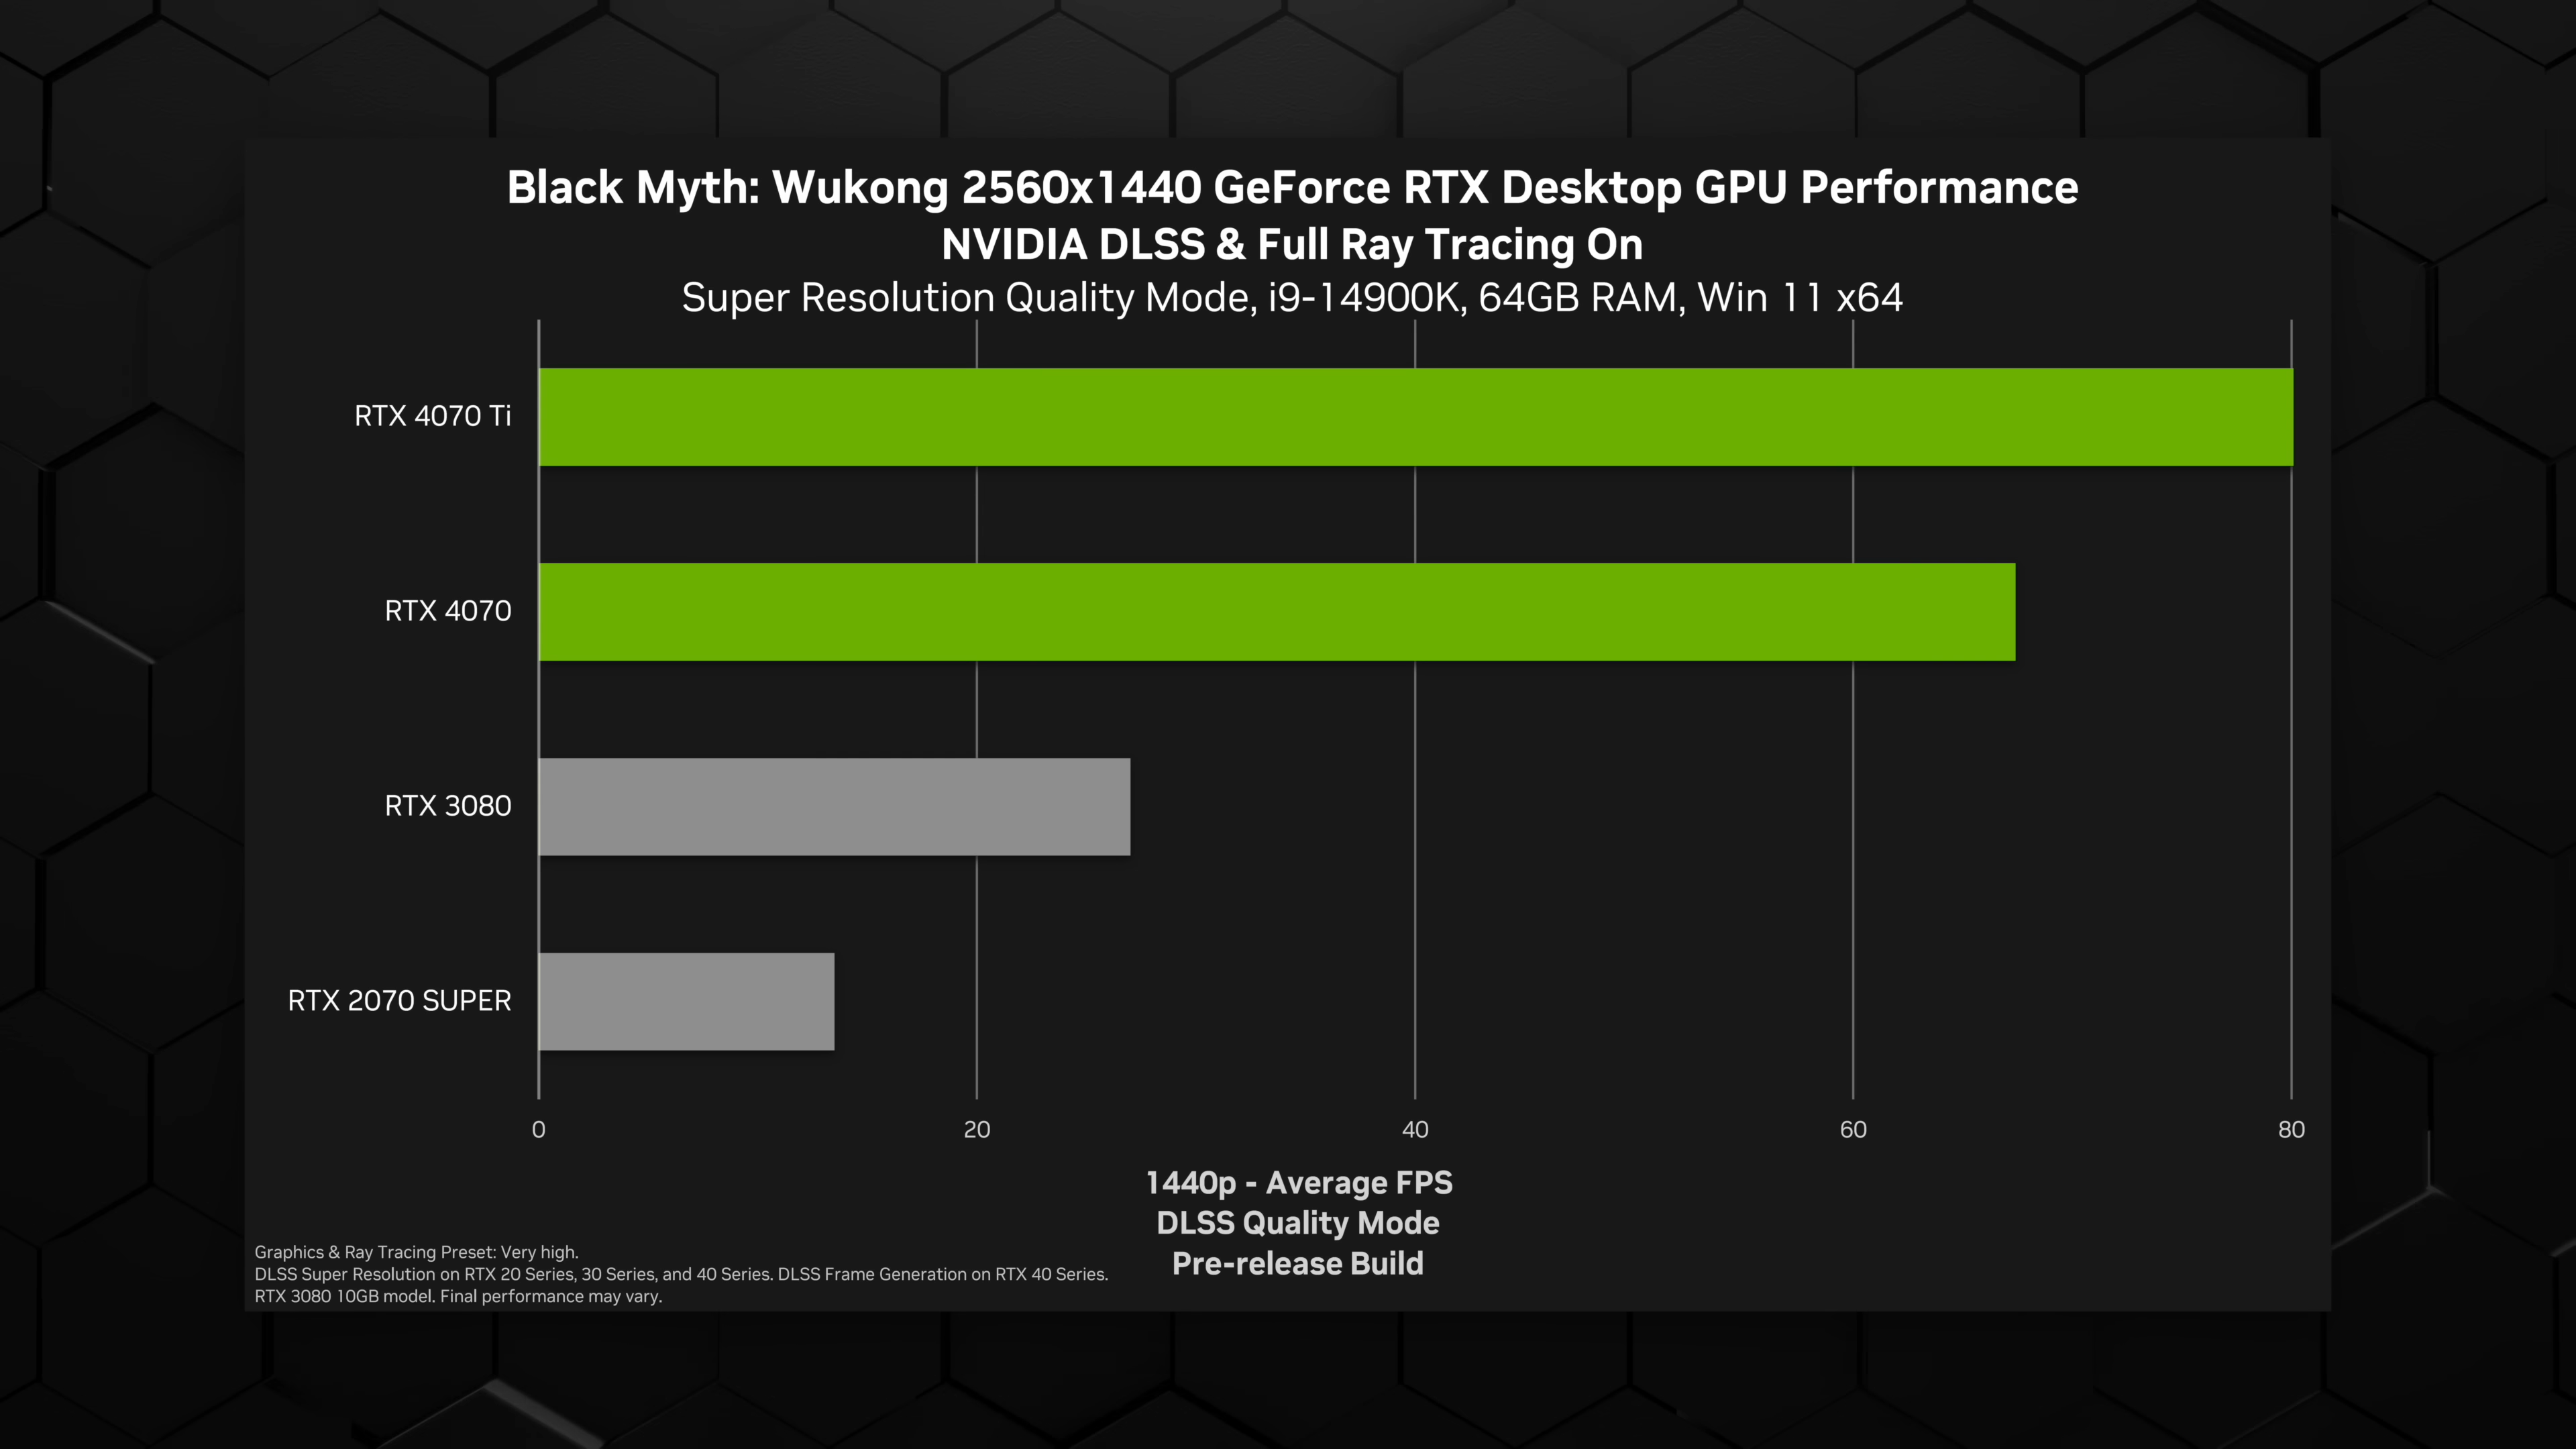 Black Myth: Wukong 2560x1440 GeForce RTX Desktop GPU Performance
NVIDIA DLSS & Full Ray Tracing On
Super Resolution Quality Mode, i9-14900K, 64GB RAM, Win 11 x64
RTX 4070 Ti
RTX 4070
RTX 3080
RTX 2070 SUPER
0 20 40 60 80
1440p - Average FPS
DLSS Quality Mode
Pre-release Build
Graphics & Ray Tracing Preset: Very high.
DLSS Super Resolution on RTX 20 Series, 30 Series, and 40 Series. DLSS Frame Generation on RTX 40 Series.
RTX 3080 10GB model. Final performance may vary.